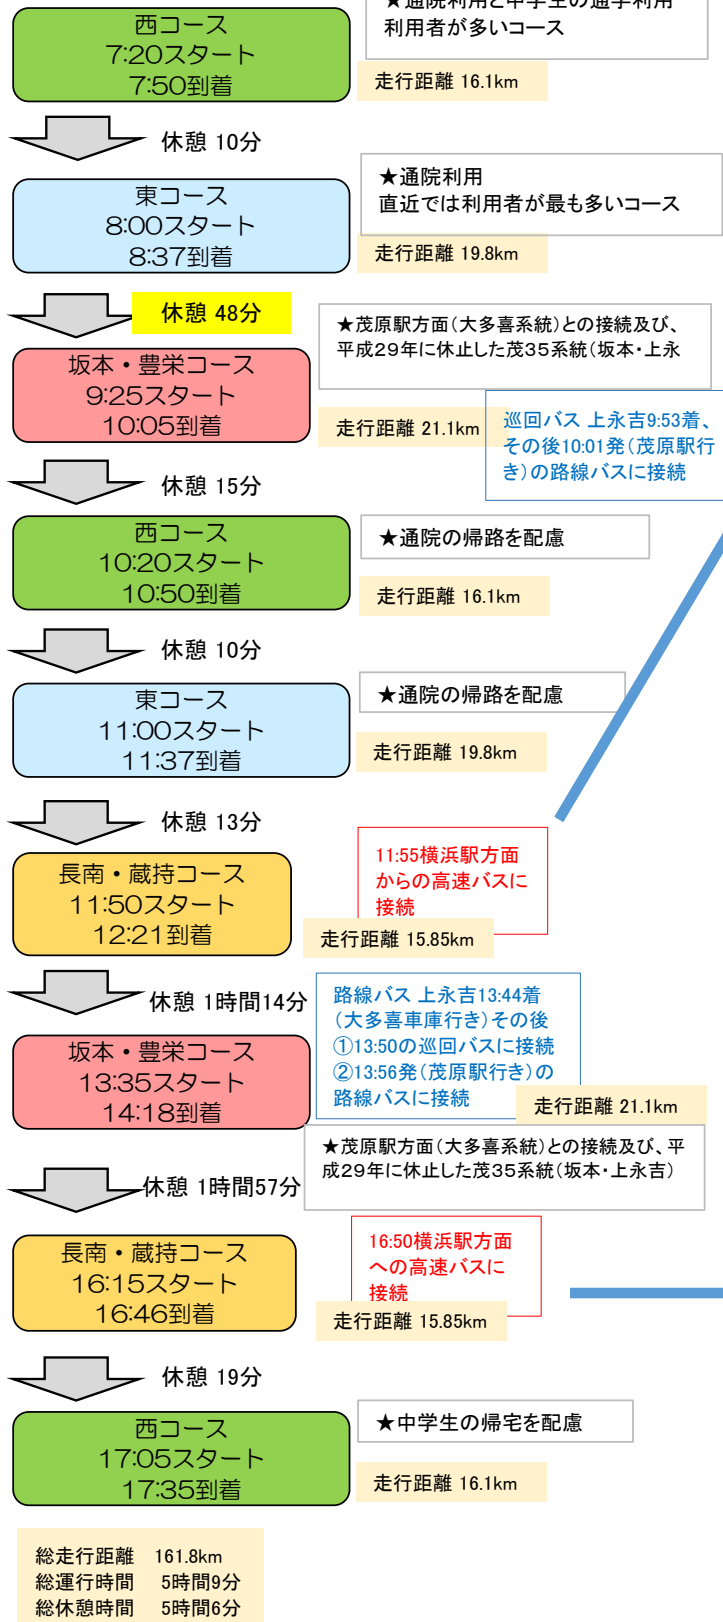 ★通院利用と中学生の通学利用
利用者が多いコース
西コース
7:20スタート
7:50到着
走行距離 16.1km
休憩 10分
★通院利用
直近では利用者が最も多いコース
東コース
8:00スタート
8:37到着
走行距離 19.8km
休憩 48分
★茂原駅方面(大多喜系統)との接続及び、
平成29年に休止した茂35系統(坂本・上永
坂本・豊栄コース
9:25スタート
10:05到着
走行距離 21.1km
巡回バス 上永吉9:53着、
その後10:01発(茂原駅行
き)の路線バスに接続
休憩 15分
西コース
10:20スタート
10:50到着
★通院の帰路を配慮
走行距離 16.1km
休憩 10分
東コース
11:00スタート
11:37到着
★通院の帰路を配慮
走行距離 19.8km
休憩 13分
長南・蔵持コース
11:50スタート
12:21到着
11:55横浜駅方面
からの高速バスに
接続
走行距離 15.85km
休憩 1時間14分
路線バス 上永吉13:44着
(大多喜車庫行き)その後
①13:50の巡回バスに接続
②13:56発(茂原駅行き)の
路線バスに接続
坂本・豊栄コース
13:35スタート
14:18到着
走行距離 21.1km
★茂原駅方面(大多喜系統)との接続及び、平
成29年に休止した茂35系統(坂本・上永吉)
休憩 1時間57分
長南・蔵持コース
16:15スタート
16:46到着
16:50横浜駅方面
への高速バスに
接続
走行距離 15.85km
休憩 19分
西コース
17:05スタート
17:35到着
★中学生の帰宅を配慮
走行距離 16.1km
総走行距離 161.8km
総運行時間 5時間9分
総休憩時間 5時間6分